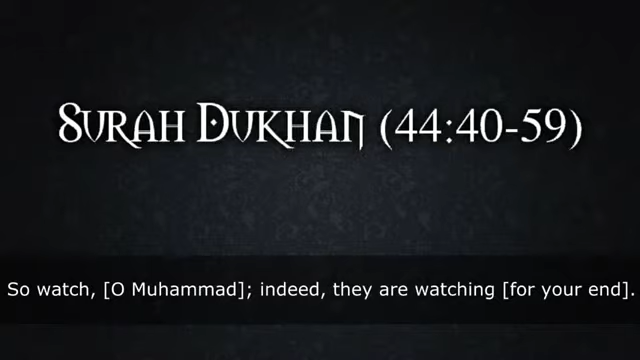 Surah Dukhan (44:40-59)
So watch, [O Muhammad]; indeed, they are watching [for your end].